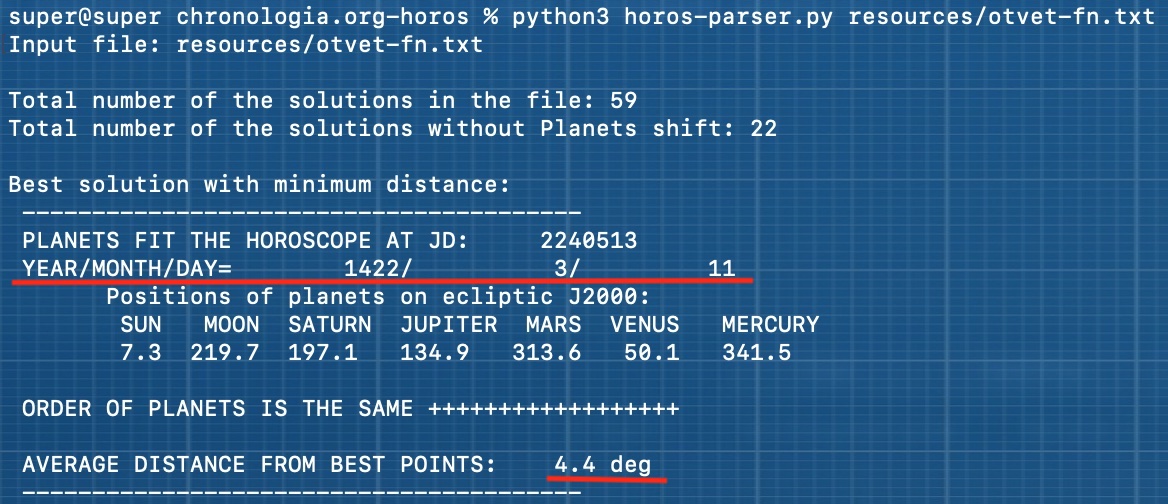 super@super chronologia.org-horos % python3 horos-parser.py resources/otvet-fn.txt
Input file: resources/otvet-fn.txt
Total number of the solutions in the file: 59
Total number of the solutions without Planets shift: 22
Best solution with minimum distance:
----------------------------------------
PLANETS FIT THE HOROSCOPE AT JD: 2240513
YEAR/MONTH/DAY= 1422/ 3/ 11
Positions of planets on ecliptic J2000:
SUN MOON SATURN JUPITER MARS VENUS MERCURY
7.3 219.7 197.1 134.9 313.6 50.1 341.5
ORDER OF PLANETS IS THE SAME ++++++++++++++++++
AVERAGE DISTANCE FROM BEST POINTS: 4.4 deg
----------------------------------------